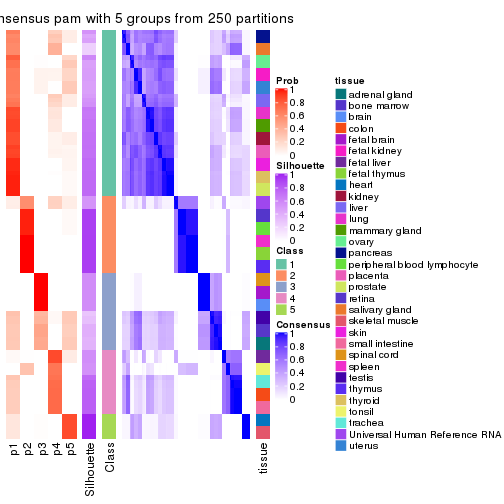 nsensus pam with 5 groups from 250 partitions
Prob
1
0.8
0.6
0.4
0.2
0
Silhouette
1
0.8
0.6
0.4
0.2
0
Class
1
2
3
4
5
Consensus
1
0.8
0.6
0.4
0.2
0
tissue
adrenal gland
bone marrow
brain
colon
fetal brain
fetal kidney
fetal liver
fetal thymus
heart
kidney
liver
lung
mammary gland
ovary
pancreas
peripheral blood lymphocyte
placenta
prostate
retina
salivary gland
skeletal muscle
skin
small intestine
spinal cord
spleen
testis
thymus
thyroid
tonsil
trachea
Universal Human Reference RNA
uterus
p1
p2
p3
p4
p5
Silhouette
Class
tissue